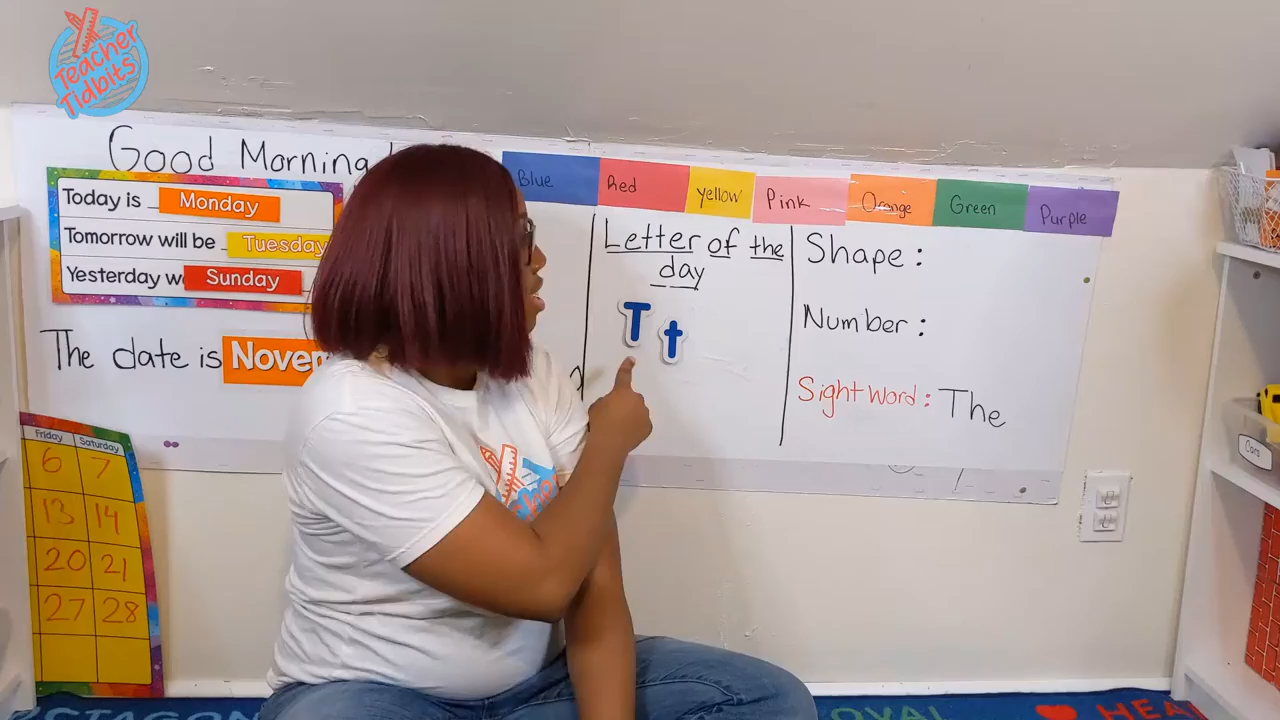 Teacher
Tidbits
Good Morning
Today is Monday
Tomorrow will be Tuesday
Yesterday Sunday
The date is
Blue
Red
yellow
Pink
Orange
Green
Purple
Letter of the
day
T t
Shape:
Number:
Sight Word: The
Friday Saturday
6 7
13 14
20 21
27 28
Cars
OVAL